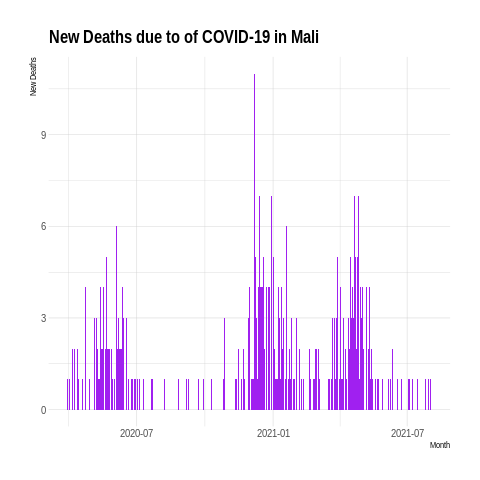 New Deaths due to of COVID-19 in Mali
New Deaths
9
6
3
0
2020-07 2021-01 2021-07
Month